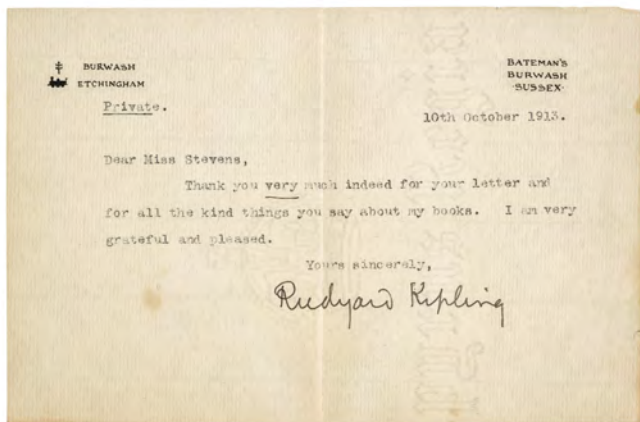 BURWASH
ETCHINGHAM
BATEMAN'S
BURWASH
·SUSSEX·
Private.
10th October 1913.
Dear Miss Stevens,
Thank you very much indeed for your letter and
for all the kind things you say about my books. I am very
grateful and pleased.
Yours sincerely,
Rudyard Kipling